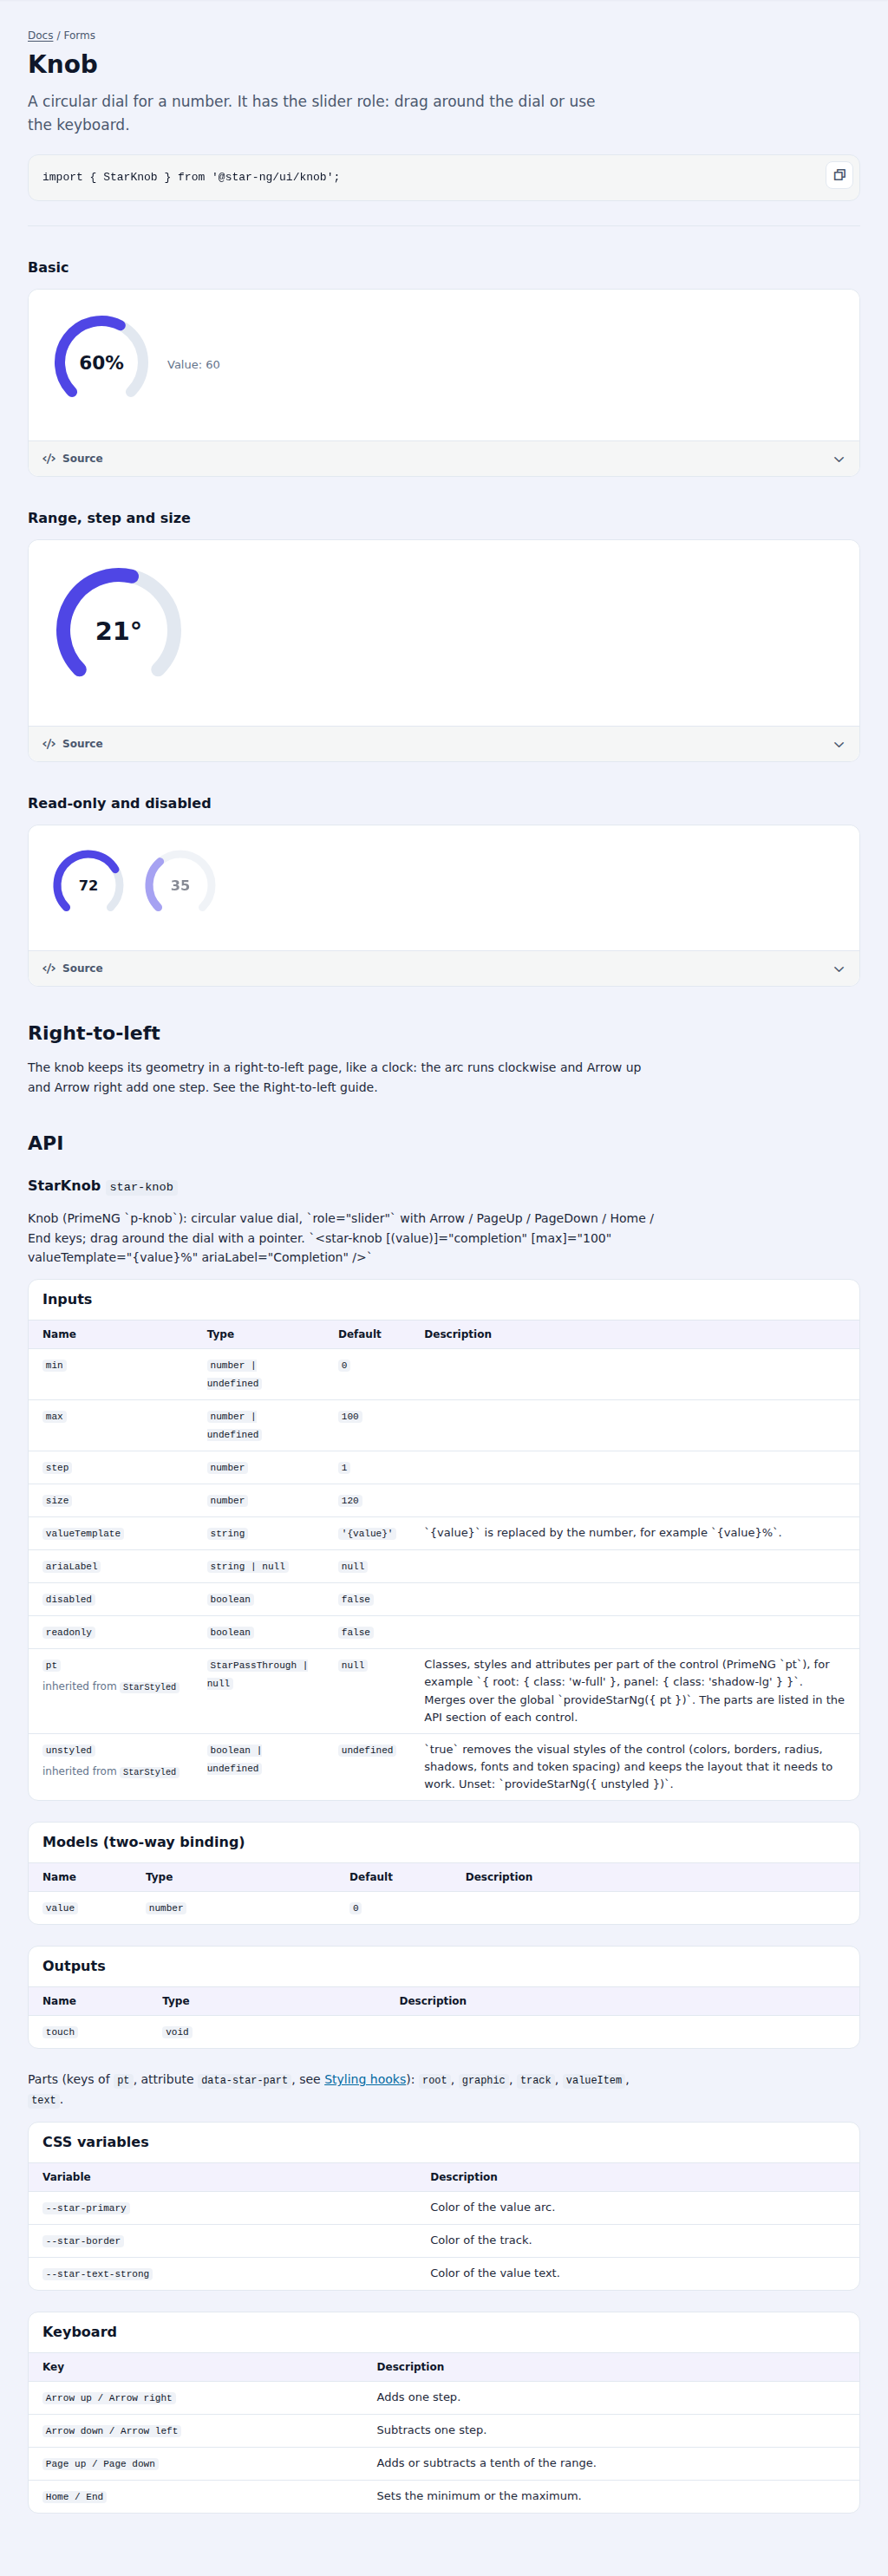 Docs / Forms
Knob
A circular dial for a number. It has the slider role: drag around the dial or use
the keyboard.
import { StarKnob } from '@star-ng/ui/knob';
Basic
60%
Value: 60
Source
Range, step and size
21°
Source
Read-only and disabled
72
35
Source
Right-to-left
The knob keeps its geometry in a right-to-left page, like a clock: the arc runs clockwise and Arrow up
and Arrow right add one step. See the Right-to-left guide.
API
StarKnob star-knob
Knob (PrimeNG `p-knob`): circular value dial, `role="slider"` with Arrow / PageUp / PageDown / Home /
End keys; drag around the dial with a pointer. `<star-knob [(value)]="completion" [max]="100"
valueTemplate="{value}%" ariaLabel="Completion" />`
Inputs
Name Type Default Description
min number | 0
undefined
max number | 100
undefined
step number 1
size number 120
valueTemplate string '{value}' `{value}` is replaced by the number, for example `{value}%`.
ariaLabel string | null null
disabled boolean false
readonly boolean false
pt StarPassThrough | null Classes, styles and attributes per part of the control (PrimeNG `pt`), for
inherited from StarStyled null example `{ root: { class: 'w-full' }, panel: { class: 'shadow-lg' } }`.
Merges over the global `provideStarNg({ pt })`. The parts are listed in the
API section of each control.
unstyled boolean | undefined `true` removes the visual styles of the control (colors, borders, radius,
inherited from StarStyled undefined shadows, fonts and token spacing) and keeps the layout that it needs to
work. Unset: `provideStarNg({ unstyled })`.
Models (two-way binding)
Name Type Default Description
value number 0
Outputs
Name Type Description
touch void
Parts (keys of pt, attribute data-star-part, see Styling hooks): root, graphic, track, valueItem,
text.
CSS variables
Variable Description
--star-primary Color of the value arc.
--star-border Color of the track.
--star-text-strong Color of the value text.
Keyboard
Key Description
Arrow up / Arrow right Adds one step.
Arrow down / Arrow left Subtracts one step.
Page up / Page down Adds or subtracts a tenth of the range.
Home / End Sets the minimum or the maximum.